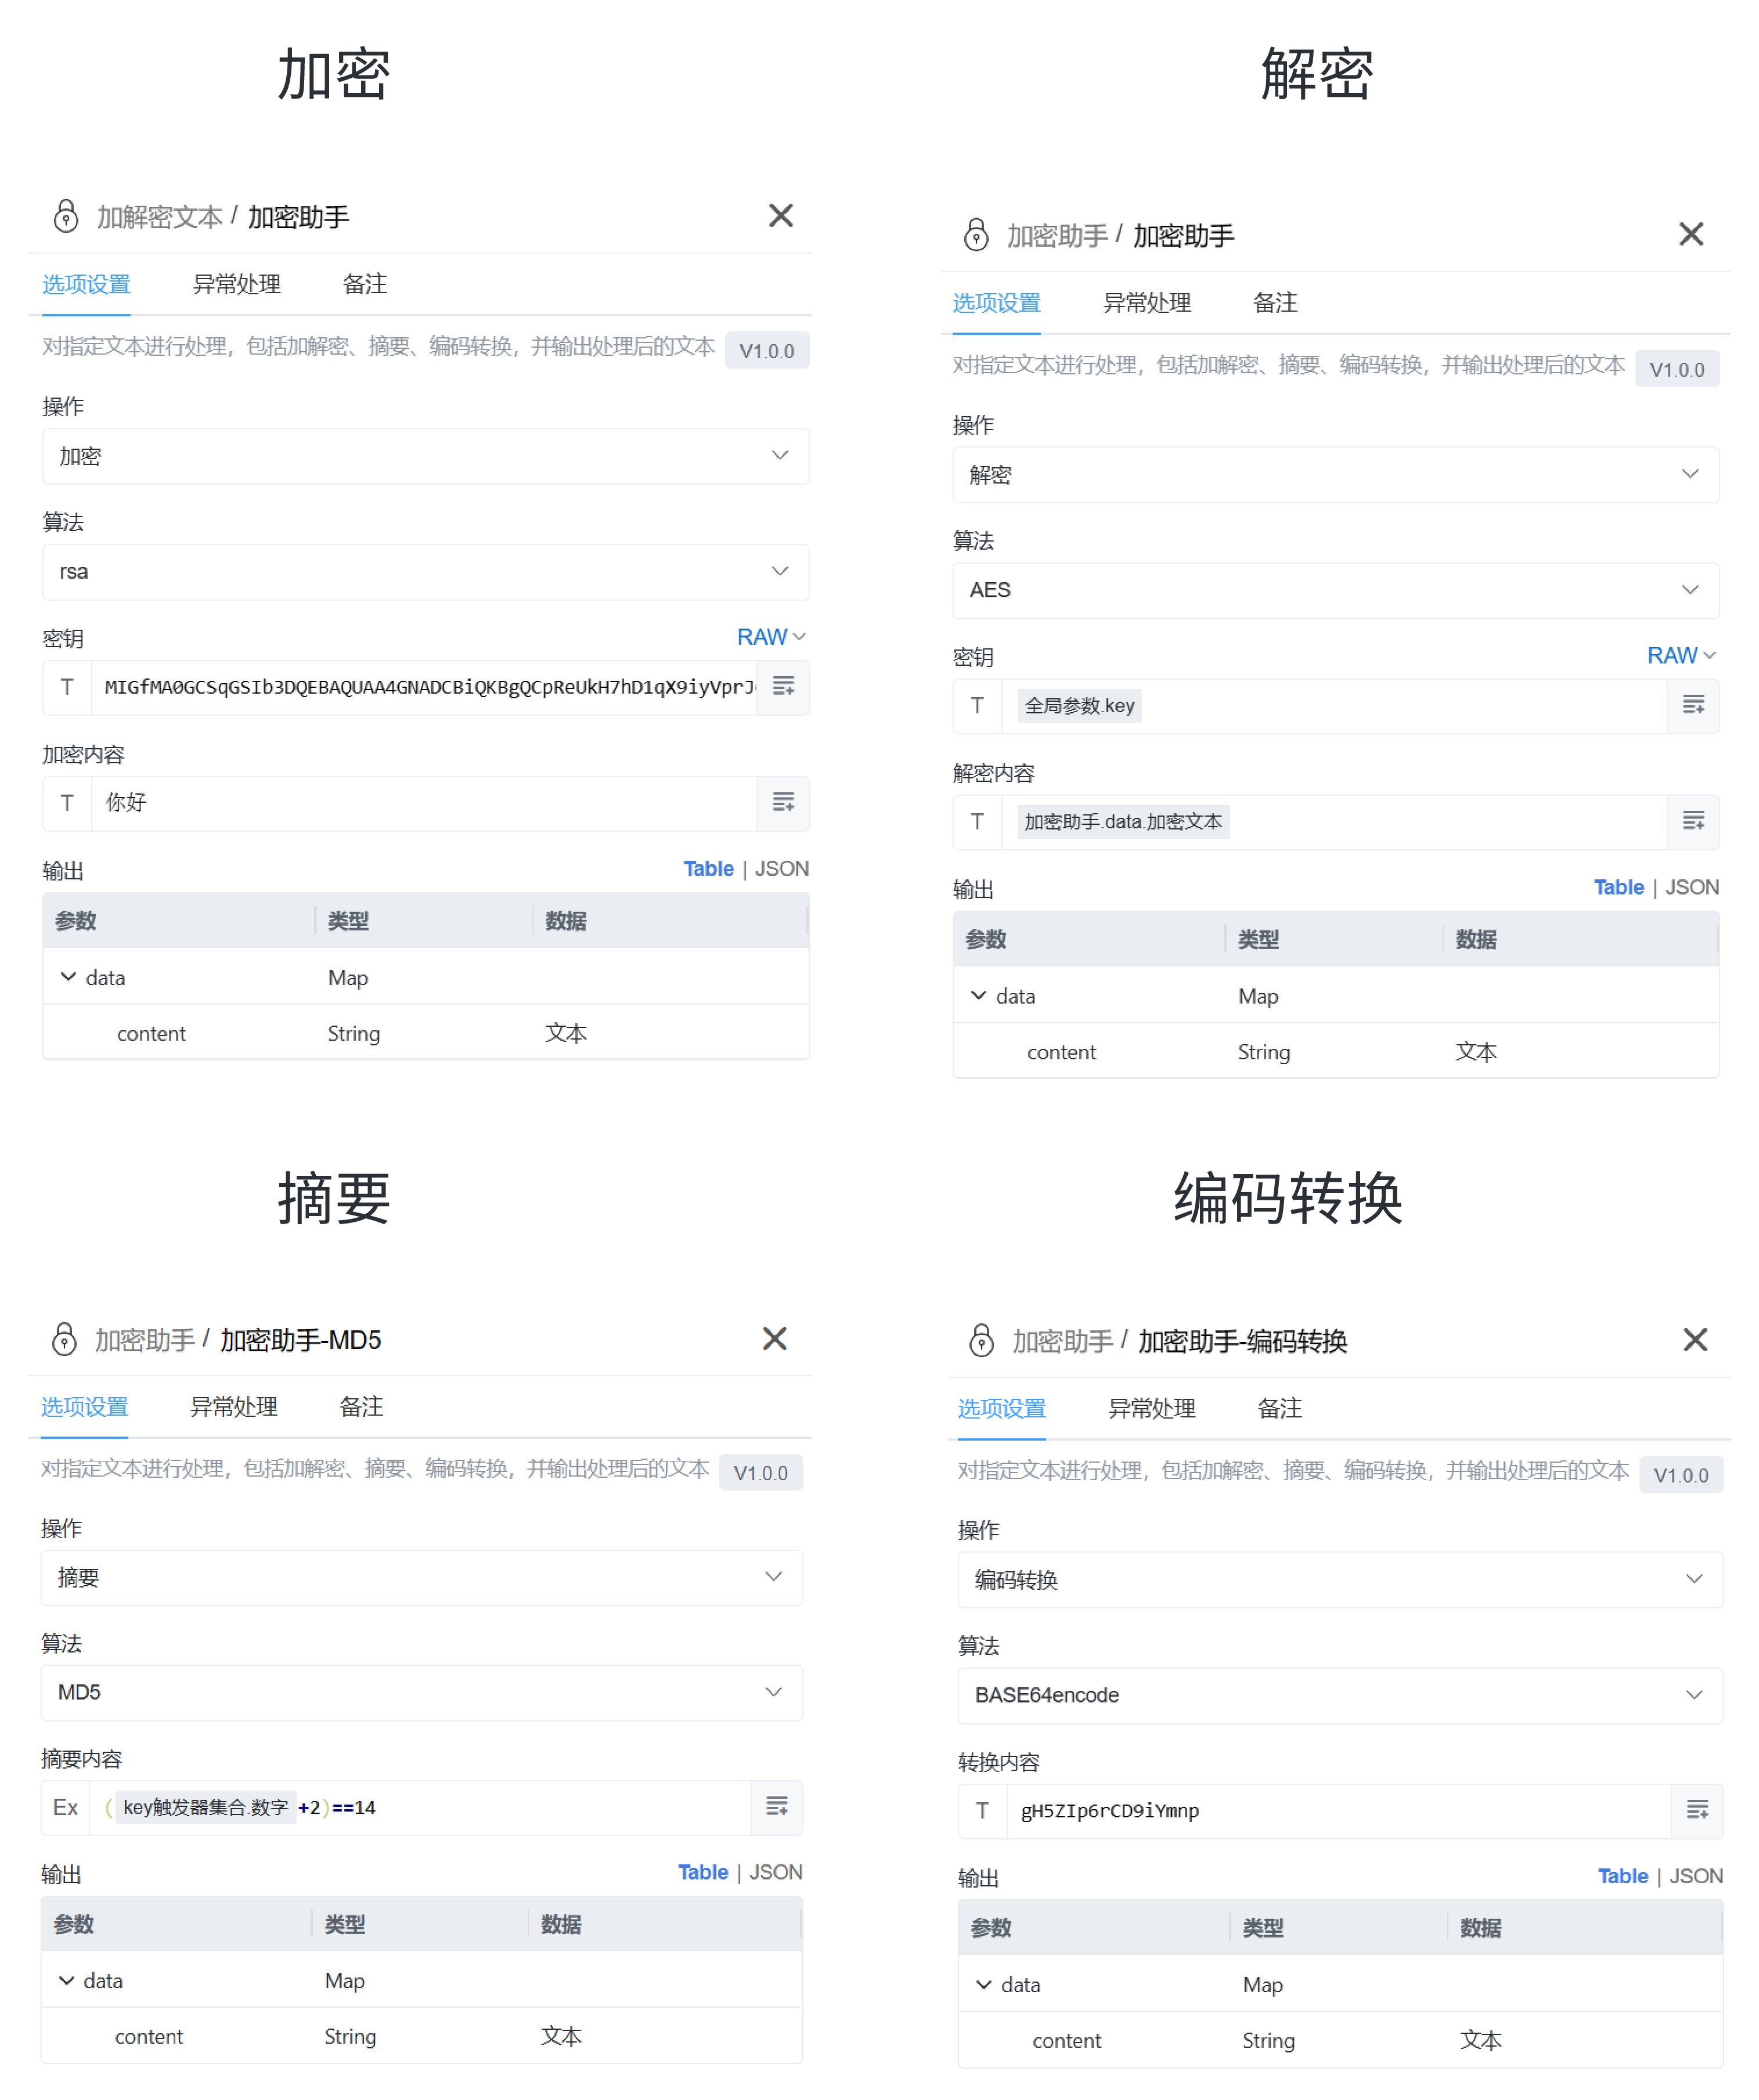 加密
加解密文本 / 加密助手
选项设置 异常处理 备注
对指定文本进行处理，包括加解密、摘要、编码转换，并输出处理后的文本 V1.0.0
操作
加密
算法
rsa
密钥 RAW
T MIGfMA0GCSqGSIb3DQEBAQUAA4GNADCBiQKBgQCpReUkH7hD1qX9iyVprJ
加密内容
T 你好
输出 Table | JSON
参数 类型 数据
data Map
content String 文本
解密
加密助手 / 加密助手
选项设置 异常处理 备注
对指定文本进行处理，包括加解密、摘要、编码转换，并输出处理后的文本 V1.0.0
操作
解密
算法
AES
密钥 RAW
T 全局参数.key
解密内容
T 加密助手.data.加密文本
输出 Table | JSON
参数 类型 数据
data Map
content String 文本
摘要
加密助手 / 加密助手-MD5
选项设置 异常处理 备注
对指定文本进行处理，包括加解密、摘要、编码转换，并输出处理后的文本 V1.0.0
操作
摘要
算法
MD5
摘要内容
Ex (key触发器集合.数字+2)==14
输出 Table | JSON
参数 类型 数据
data Map
content String 文本
编码转换
加密助手 / 加密助手-编码转换
选项设置 异常处理 备注
对指定文本进行处理，包括加解密、摘要、编码转换，并输出处理后的文本 V1.0.0
操作
编码转换
算法
BASE64encode
转换内容
T gH5ZIp6rCD9iYmnp
输出 Table | JSON
参数 类型 数据
data Map
content String 文本